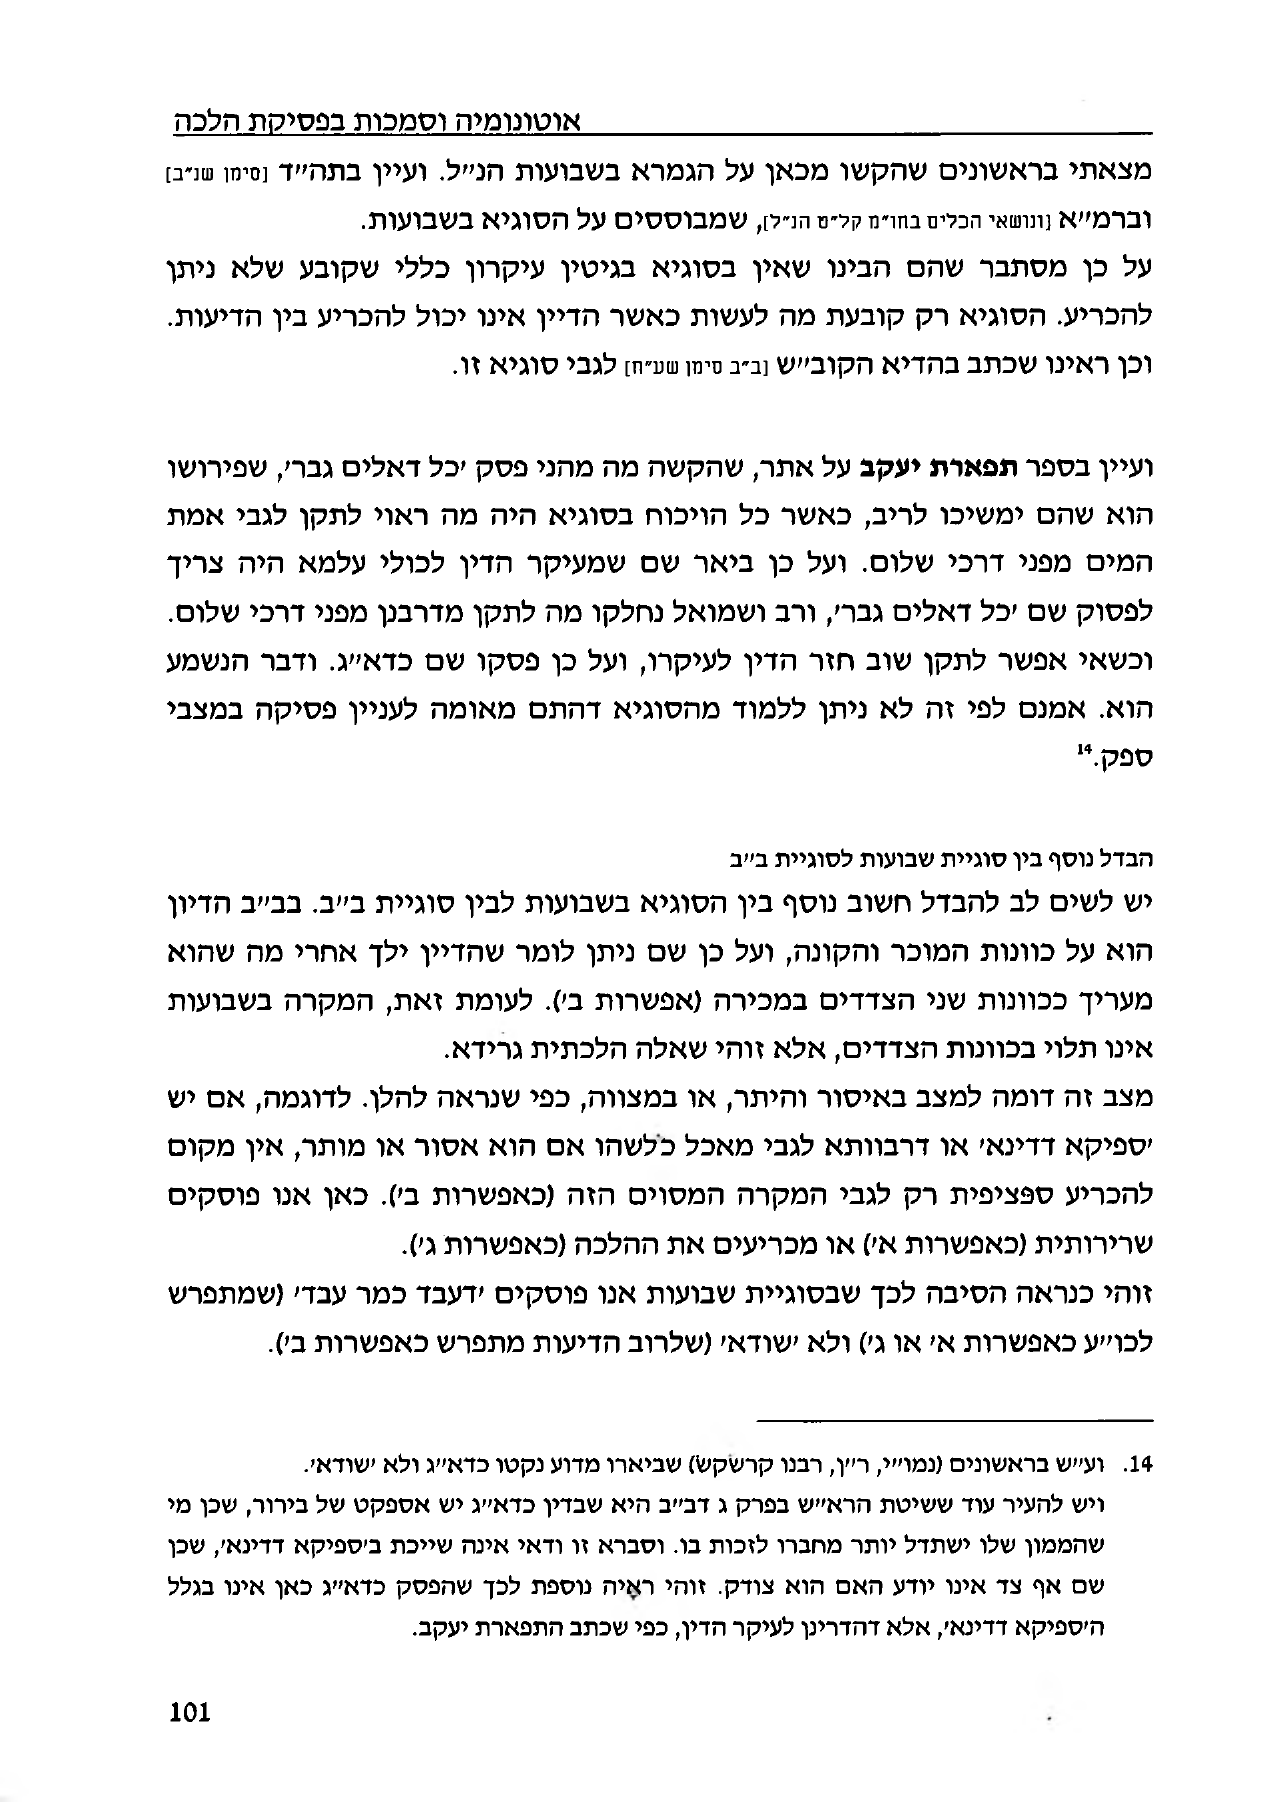 אוטונומיה וסמכות בפסיקת הלכה
מצאתי בראשונים שהקשו מכאן על הגמרא בשבועות הנ״ל. ועיין בתה״ד [סימן שנ״ב]
וברמ״א [ונושאי הכלים בחו״מ קל״ט הנ״ל], שמבוססים על הסוגיא בשבועות.
על כן מסתבר שהם הבינו שאין בסוגיא בגיטין עיקרון כללי שקובע שלא ניתן
להכריע. הסוגיא רק קובעת מה לעשות כאשר הדיין אינו יכול להכריע בין הדיעות.
וכן ראינו שכתב בהדיא הקוב״ש [ב״ב סימן שע״ח] לגבי סוגיא זו.
ועיין בספר תפארת יעקב על אתר, שהקשה מה מהני פסק 'כל דאלים גבר', שפירושו
הוא שהם ימשיכו לריב, כאשר כל הויכוח בסוגיא היה מה ראוי לתקן לגבי אמת
המים מפני דרכי שלום. ועל כן ביאר שם שמעיקר הדין לכולי עלמא היה צריך
לפסוק שם 'כל דאלים גבר', ורב ושמואל נחלקו מה לתקן מדרבנן מפני דרכי שלום.
וכשאי אפשר לתקן שוב חזר הדין לעיקרו, ועל כן פסקו שם כדא״ג. ודבר הנשמע
הוא. אמנם לפי זה לא ניתן ללמוד מהסוגיא דהתם מאומה לעניין פסיקה במצבי
ספק.14
הבדל נוסף בין סוגיית שבועות לסוגיית ב״ב
יש לשים לב להבדל חשוב נוסף בין הסוגיא בשבועות לבין סוגיית ב״ב. בב״ב הדיון
הוא על כוונות המוכר והקונה, ועל כן שם ניתן לומר שהדיין ילך אחרי מה שהוא
מעריך ככוונות שני הצדדים במכירה (אפשרות ב'). לעומת זאת, המקרה בשבועות
אינו תלוי בכוונות הצדדים, אלא זוהי שאלה הלכתית גרידא.
מצב זה דומה למצב באיסור והיתר, או במצווה, כפי שנראה להלן. לדוגמה, אם יש
'ספיקא דדינא' או דרבוותא לגבי מאכל כלשהו אם הוא אסור או מותר, אין מקום
להכריע ספציפית רק לגבי המקרה המסוים הזה (כאפשרות ב'). כאן אנו פוסקים
שרירותית (כאפשרות א') או מכריעים את ההלכה (כאפשרות ג').
זוהי כנראה הסיבה לכך שבסוגיית שבועות אנו פוסקים 'דעבד כמר עבד' (שמתפרש
לכו״ע כאפשרות א' או ג') ולא 'שודא' (שלרוב הדיעות מתפרש כאפשרות ב').
14. ועי״ש בראשונים (נמו״י, ר״ן, רבנו קרשקש) שביארו מדוע נקטו כדא״ג ולא 'שודא'.
ויש להעיר עוד ששיטת הרא״ש בפרק ג דב״ב היא שבדין כדא״ג יש אספקט של בירור, שכן מי
שהממון שלו ישתדל יותר מחברו לזכות בו. וסברא זו ודאי אינה שייכת ב'ספיקא דדינא', שכן
שם אף צד אינו יודע האם הוא צודק. זוהי ראיה נוספת לכך שהפסק כדא״ג כאן אינו בגלל
ה'ספיקא דדינא', אלא דהדרינן לעיקר הדין, כפי שכתב התפארת יעקב.
101